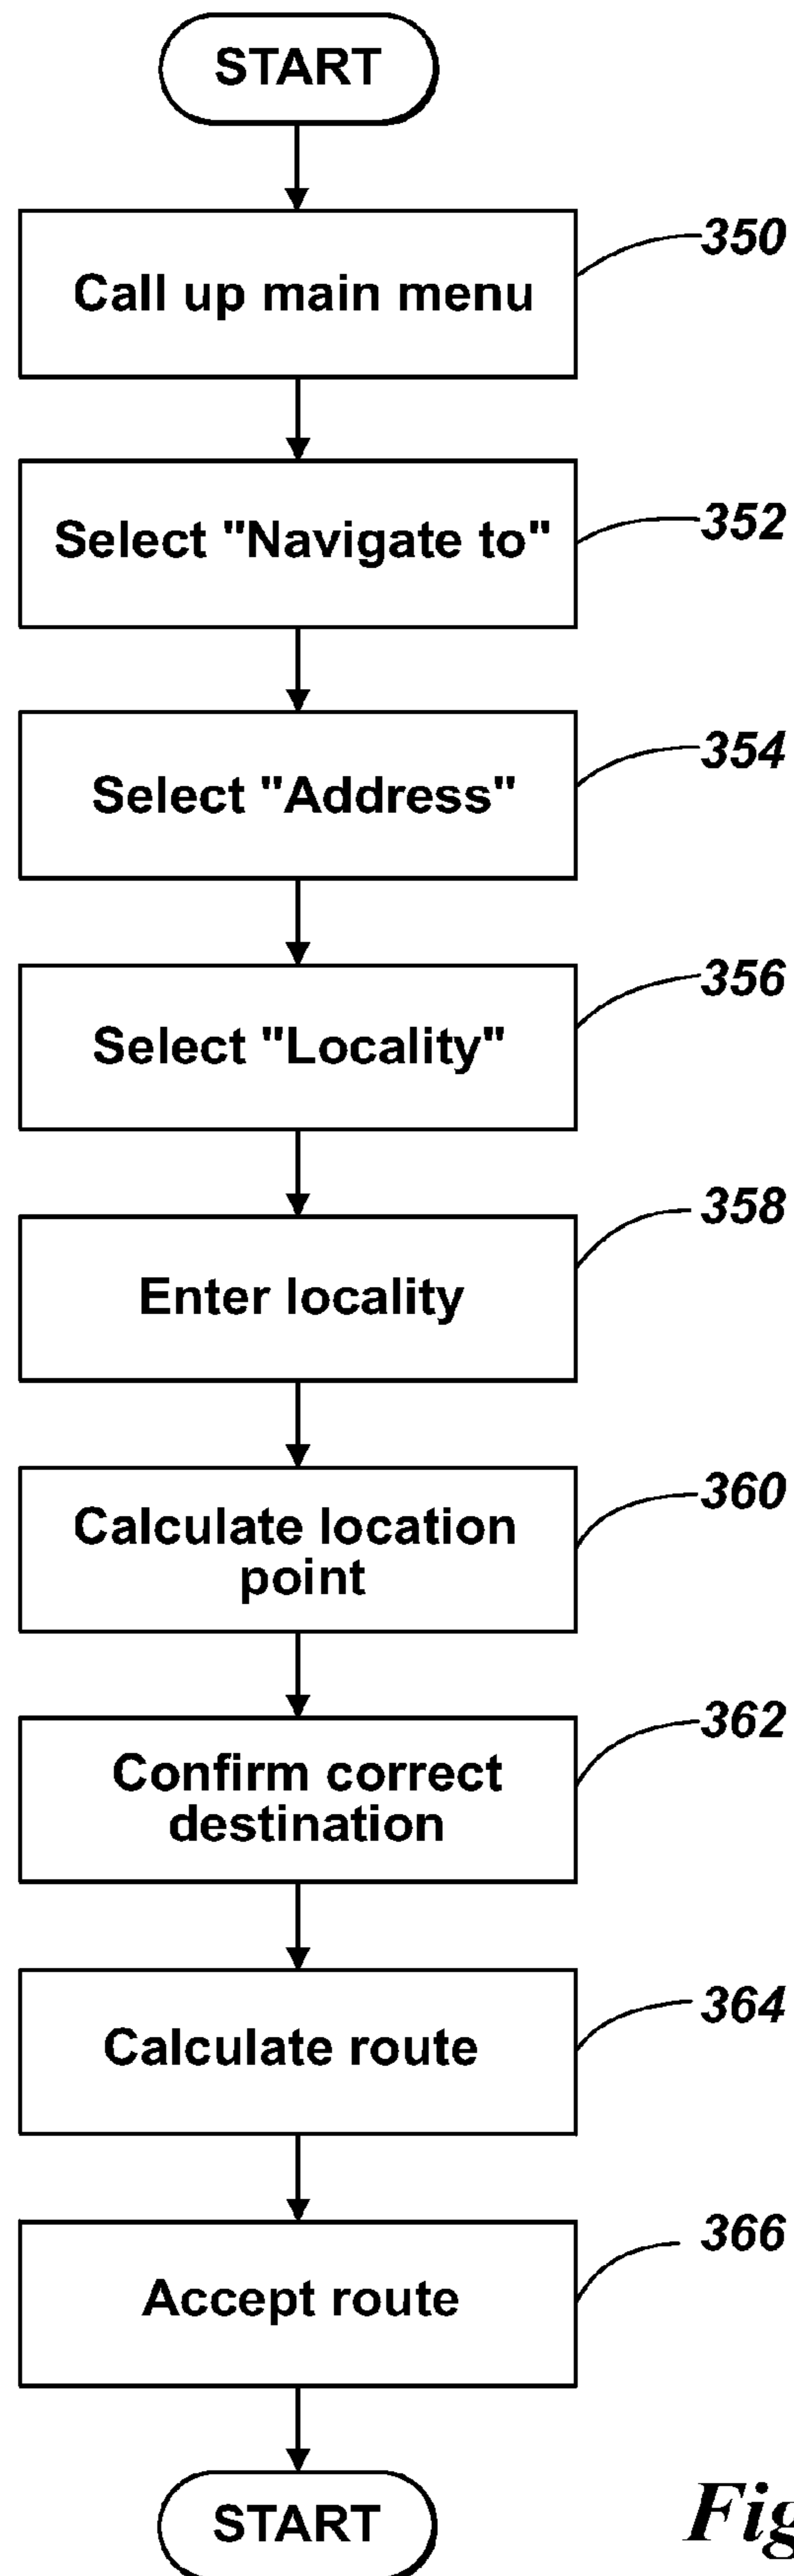 START
Call up main menu
350
Select "Navigate to"
352
Select "Address"
354
Select "Locality"
356
Enter locality
358
Calculate location
point
360
Confirm correct
destination
362
Calculate route
364
Accept route
366
START
Fig